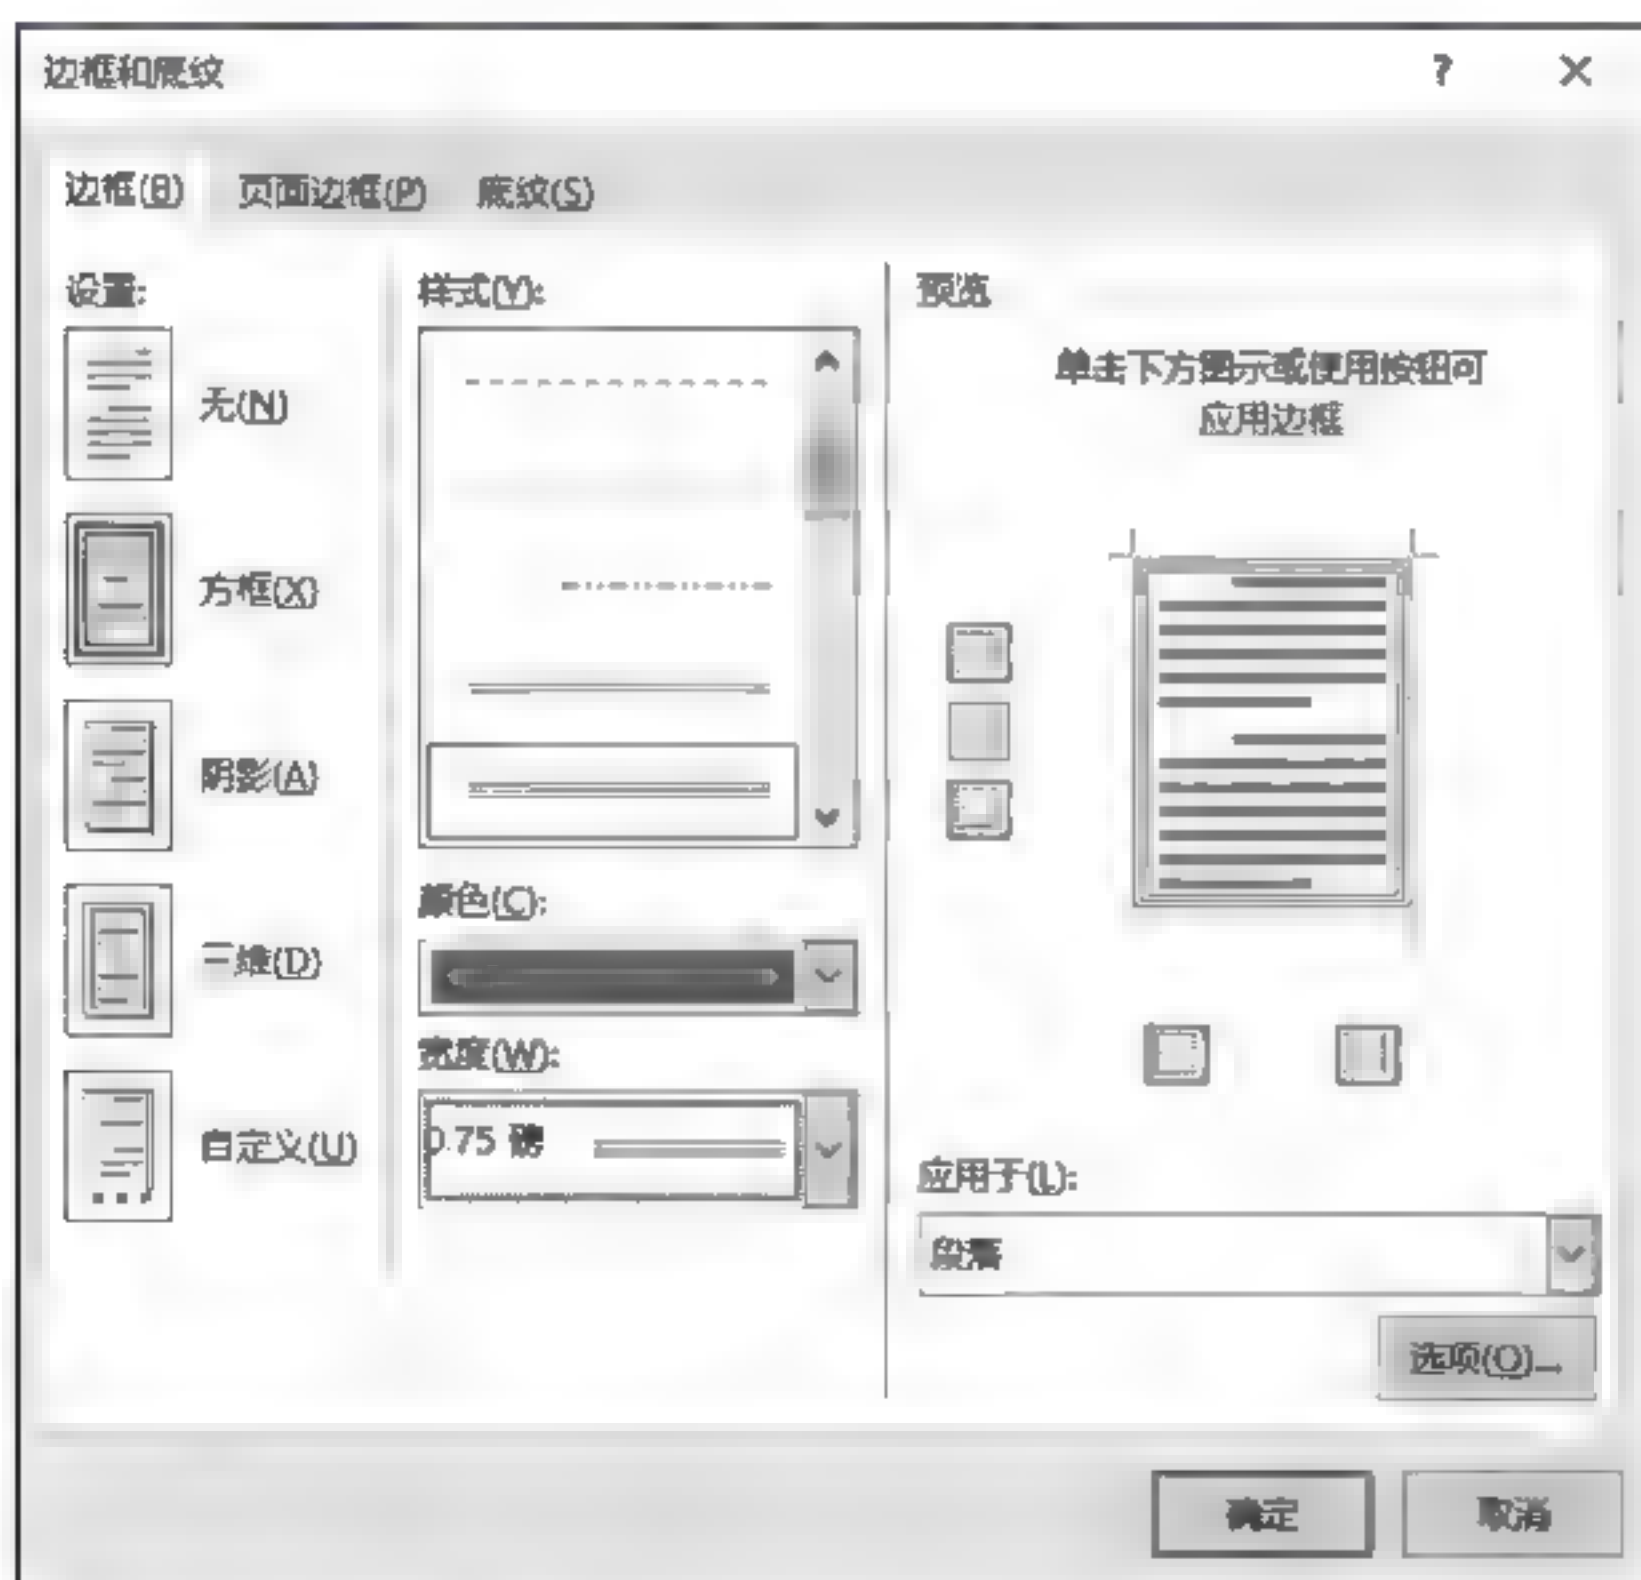 边框和底纹
边框(B) 页面边框(P) 底纹(S)
设置:
无(N)
方框(X)
阴影(A)
三维(D)
自定义(U)
样式(Y):
颜色(C):
宽度(W):
0.75 磅
预览
单击下方图示或使用按钮可
应用边框
应用于(L):
段落
选项(O)...
确定 取消